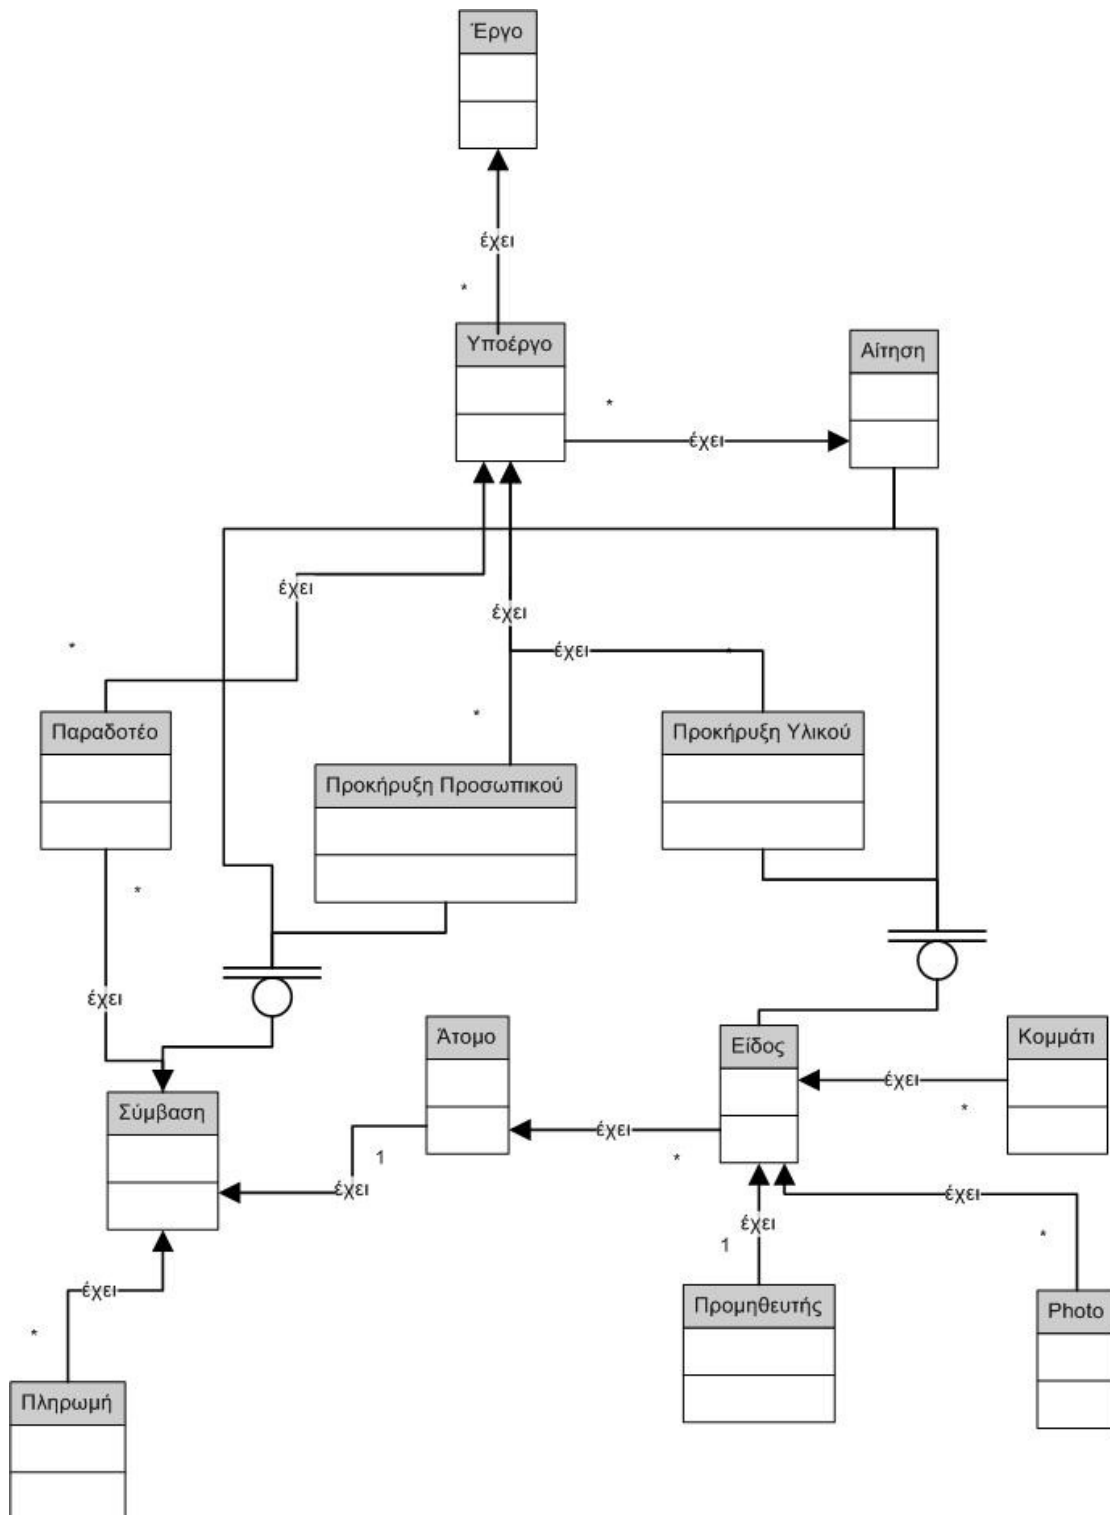 Έργο
έχει
*
Υποέργο
Αίτηση
*
έχει
έχει
έχει
*
έχει
*
*
Παραδοτέο
Προκήρυξη Υλικού
Προκήρυξη Προσωπικού
*
έχει
Άτομο
Είδος
Κομμάτι
έχει
*
Σύμβαση
έχει
*
1
έχει
έχει
έχει
1
*
έχει
Προμηθευτής
Photo
*
Πληρωμή